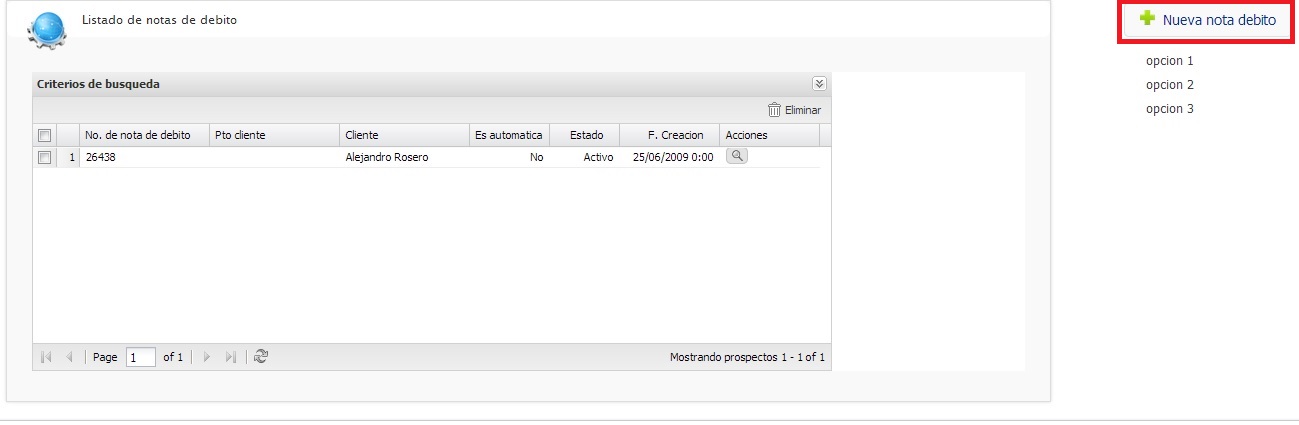 Listado de notas de debito
Nueva nota debito
opcion 1
opcion 2
opcion 3
Criterios de busqueda
Eliminar
No. de nota de debito Pto cliente Cliente Es automatica Estado F. Creacion Acciones
1 26438 Alejandro Rosero No Activo 25/06/2009 0:00
Page 1 of 1 Mostrando prospectos 1 - 1 of 1